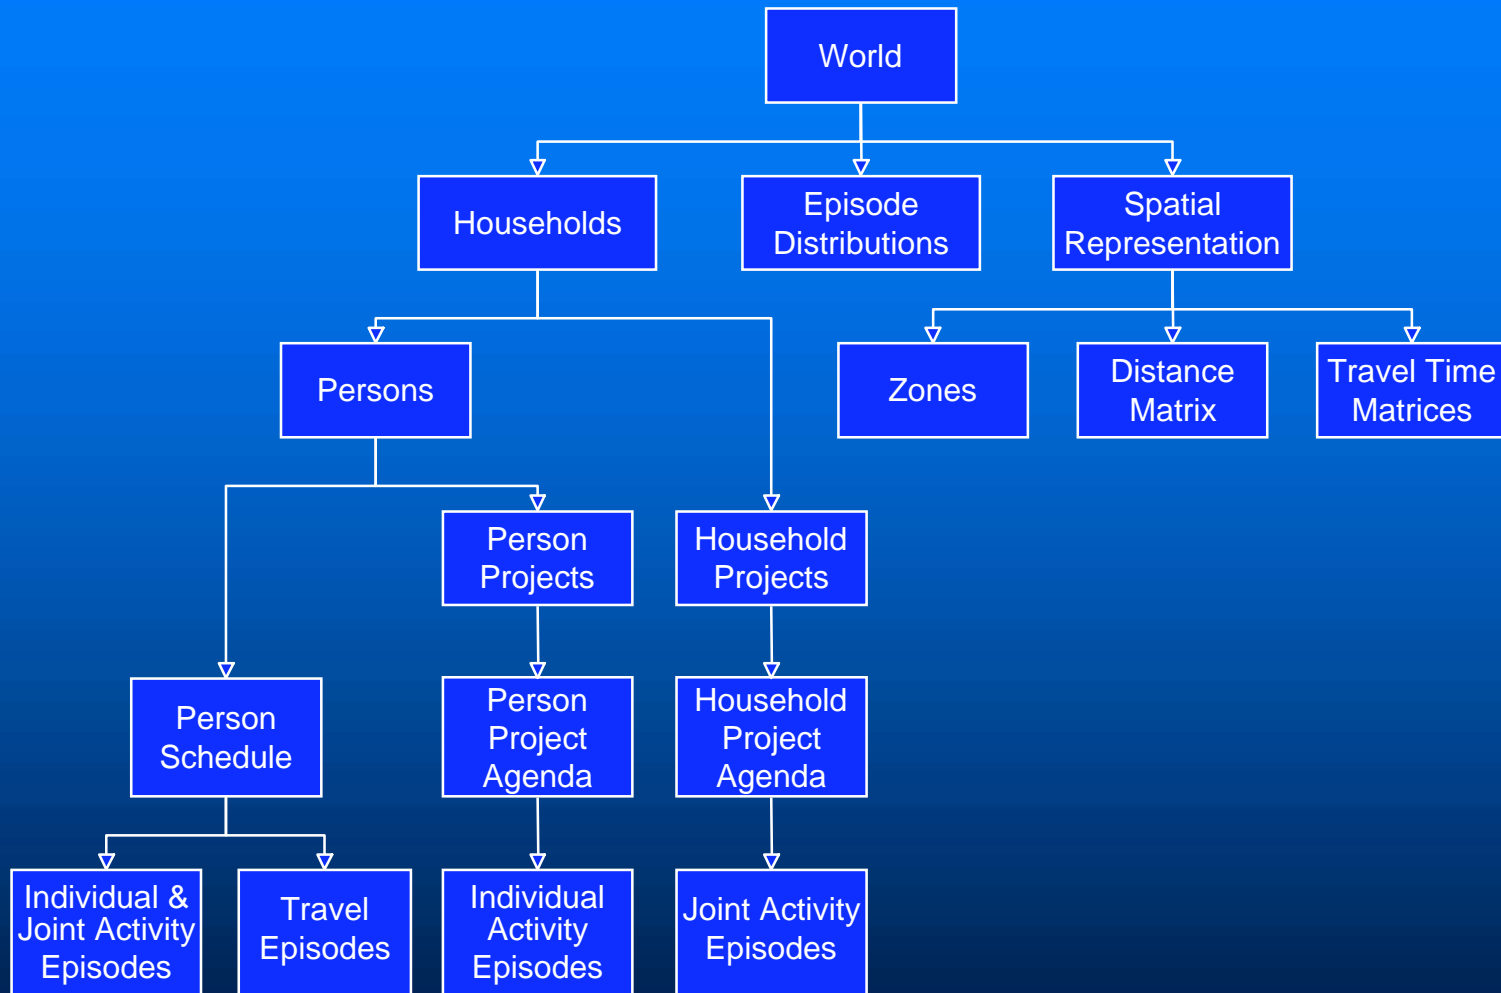 World
Households
Episode
Distributions
Spatial
Representation
Persons
Zones
Distance
Matrix
Travel Time
Matrices
Person
Projects
Household
Projects
Person
Schedule
Person
Project
Agenda
Household
Project
Agenda
Individual &
Joint Activity
Episodes
Travel
Episodes
Individual
Activity
Episodes
Joint Activity
Episodes